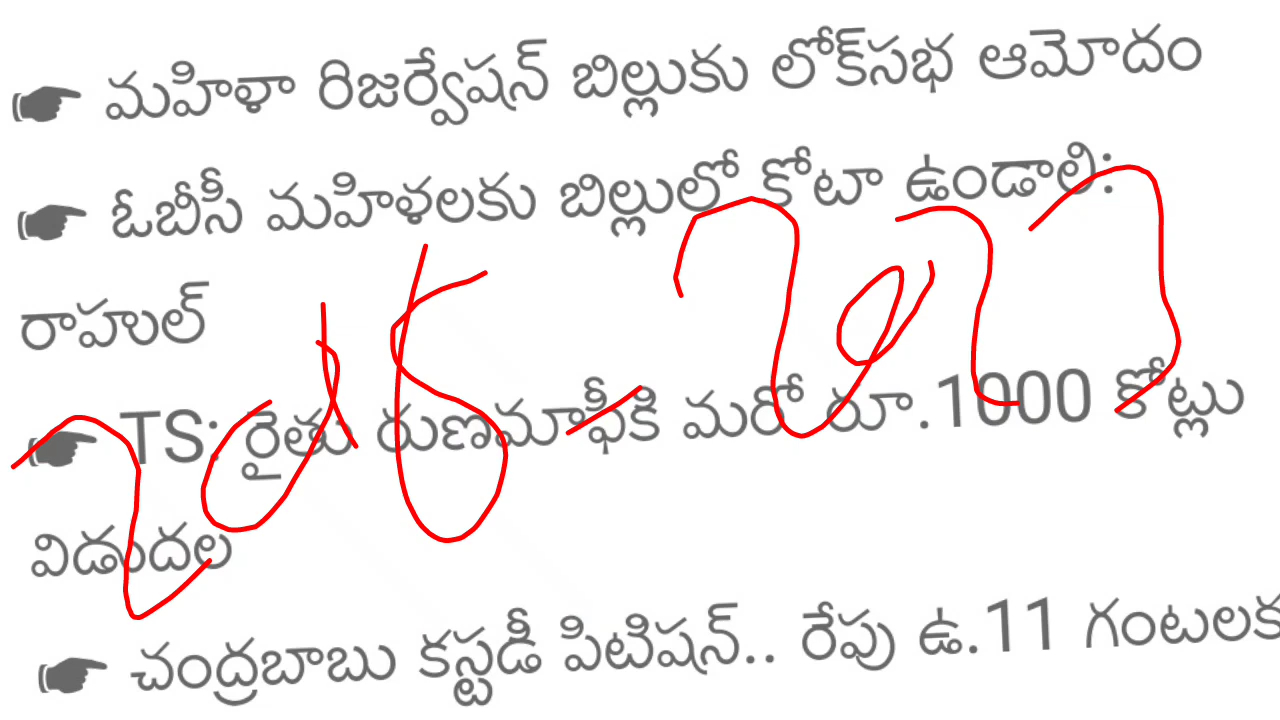 ☛ మహిళా రిజర్వేషన్ బిల్లుకు లోక్‌సభ ఆమోదం
☛ ఓబీసీ మహిళలకు బిల్లులో కోటా ఉండాలి:
రాహుల్
☛ TS: రైతు రుణమాఫీకి మరో రూ.1000 కోట్లు
విడుదల
☛ చంద్రబాబు కస్టడీ పిటిషన్.. రేపు ఉ.11 గంటలక